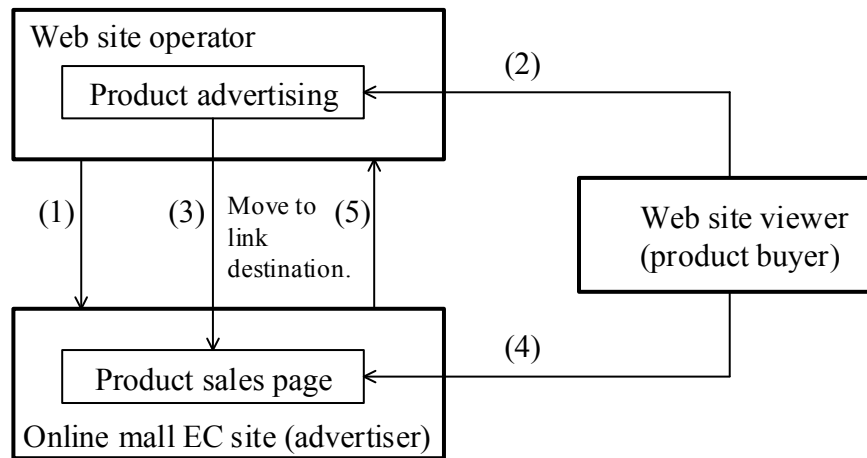 Web site operator
Product advertising
(2)
(1)
(3)
Move to
link
destination.
(5)
Web site viewer
(product buyer)
(4)
Product sales page
Online mall EC site (advertiser)